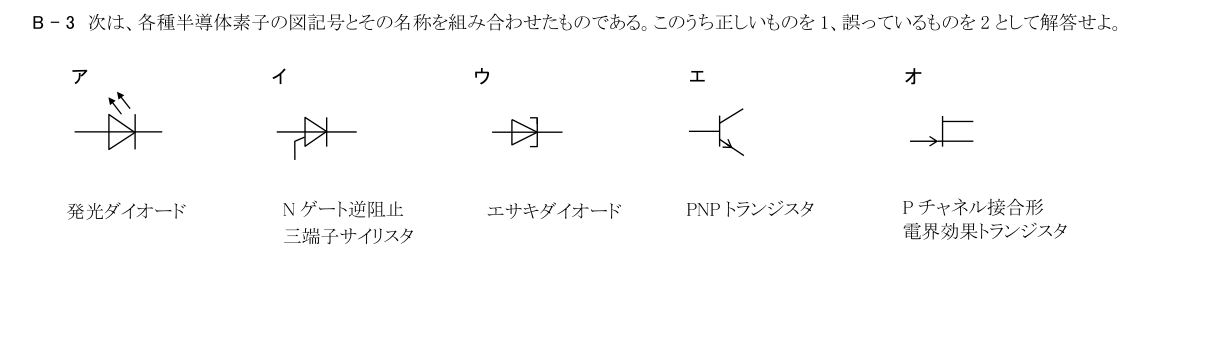 B－3 次は、各種半導体素子の図記号とその名称を組み合わせたものである。このうち正しいものを 1、誤っているものを 2 として解答せよ。
ア イ ウ エ オ
発光ダイオード N ゲート逆阻止 エサキダイオード PNP トランジスタ P チャネル接合形
三端子サイリスタ 電界効果トランジスタ